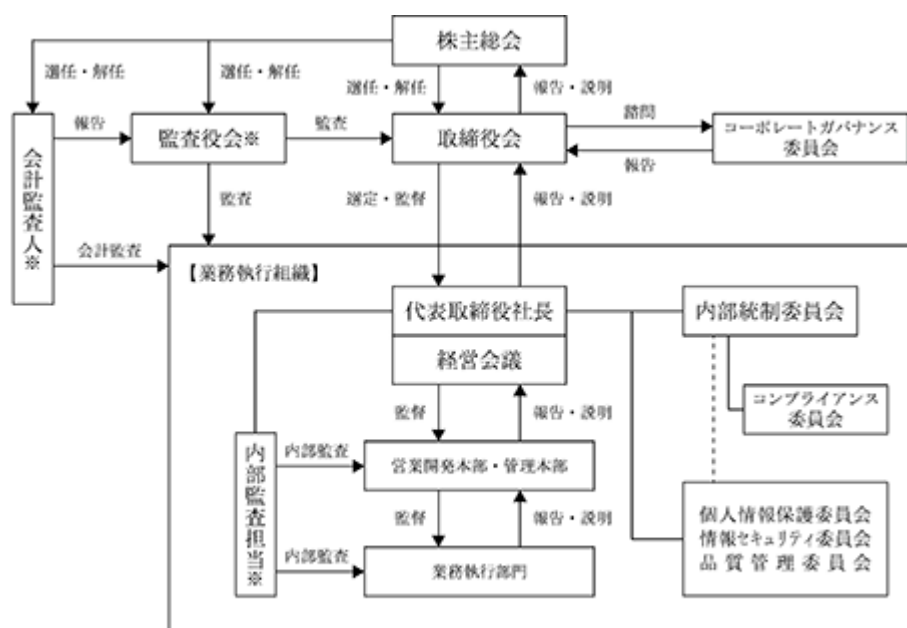 株主総会
選任・解任
選任・解任
選任・解任
報告・説明
報告
監査役会※
監査
取締役会
諮問
報告
コーポレートガバナンス
委員会
会計監査人※
監査
選定・監督
報告・説明
会計監査
【業務執行組織】
代表取締役社長
内部統制委員会
経営会議
コンプライアンス
委員会
監督
報告・説明
内部監査担当※
内部監査
営業開発本部・管理本部
監督
報告・説明
個人情報保護委員会
情報セキュリティ委員会
品質管理委員会
内部監査
業務執行部門